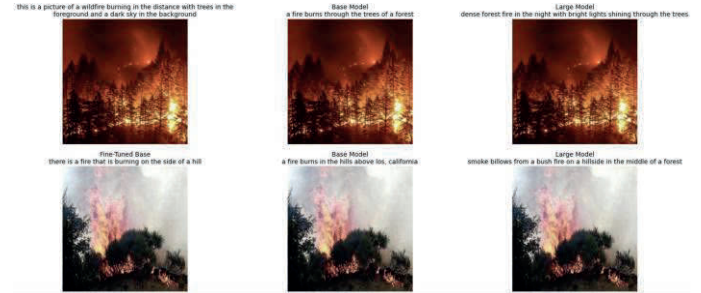 this is a picture of a wildfire burning in the distance with trees in the
foreground and a dark sky in the background
Base Model
a fire burns through the trees of a forest
Large Model
dense forest fire in the night with bright lights shining through the trees
Fine-Tuned Base
there is a fire that is burning on the side of a hill
Base Model
a fire burns in the hills above los, california
Large Model
smoke billows from a bush fire on a hillside in the middle of a forest